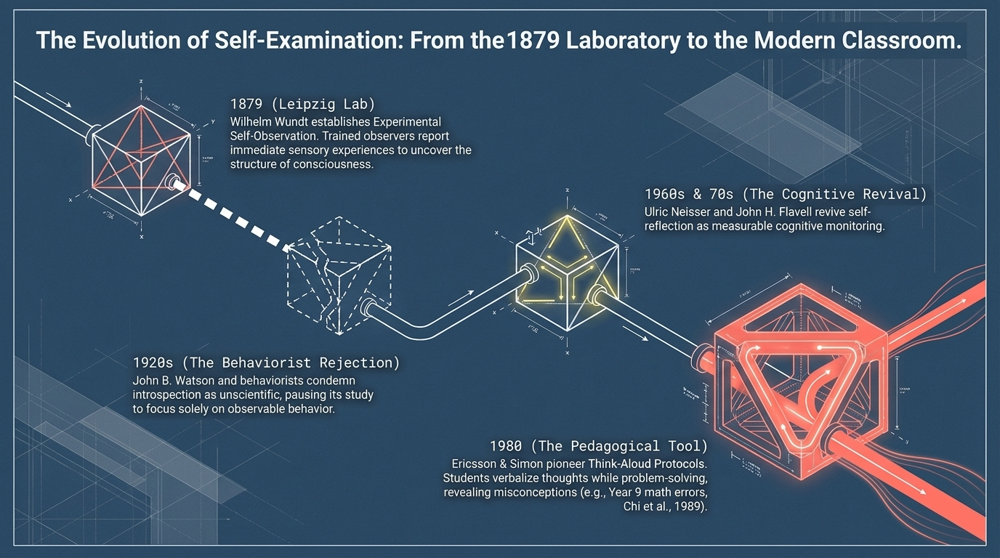 The Evolution of Self-Examination: From the 1879 Laboratory to the Modern Classroom.
1879 (Leipzig Lab)
Wilhelm Wundt establishes Experimental
Self-Observation. Trained observers report
immediate sensory experiences to uncover the
structure of consciousness.
1960s & 70s (The Cognitive Revival)
Ulric Neisser and John H. Flavell revive self-
reflection as measurable cognitive monitoring.
1920s (The Behaviorist Rejection)
John B. Watson and behaviorists condemn
introspection as unscientific, pausing its study
to focus solely on observable behavior.
1980 (The Pedagogical Tool)
Ericsson & Simon pioneer Think-Aloud Protocols.
Students verbalize thoughts while problem-solving,
revealing misconceptions (e.g., Year 9 math errors,
Chi et al., 1989).
X
Y
X
X
Z
X
X
X
Y